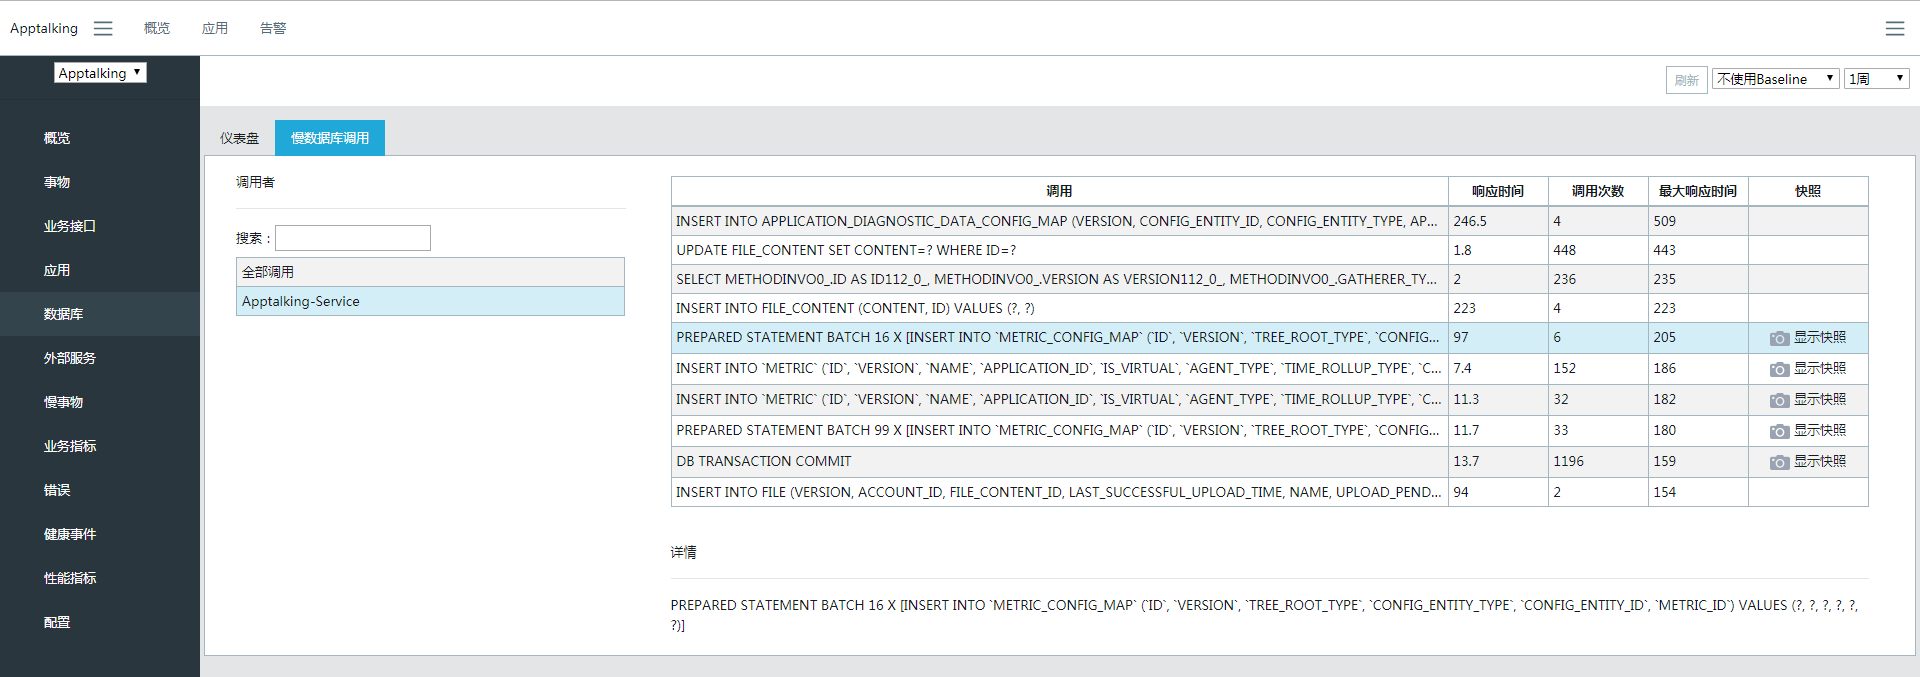 Apptalking 概览 应用 告警
Apptalking
刷新 不使用Baseline 1周
概览
事物
业务接口
应用
数据库
外部服务
慢事物
业务指标
错误
健康事件
性能指标
配置
仪表盘 慢数据库调用
调用者
搜索：
全部调用
Apptalking-Service
调用 响应时间 调用次数 最大响应时间 快照
INSERT INTO APPLICATION_DIAGNOSTIC_DATA_CONFIG_MAP (VERSION, CONFIG_ENTITY_ID, CONFIG_ENTITY_TYPE, AP... 246.5 4 509
UPDATE FILE_CONTENT SET CONTENT=? WHERE ID=? 1.8 448 443
SELECT METHODINVO0_.ID AS ID112_0_, METHODINVO0_.VERSION AS VERSION112_0_, METHODINVO0_.GATHERER_TY... 2 236 235
INSERT INTO FILE_CONTENT (CONTENT, ID) VALUES (?, ?) 223 4 223
PREPARED STATEMENT BATCH 16 X [INSERT INTO `METRIC_CONFIG_MAP` (`ID`, `VERSION`, `TREE_ROOT_TYPE`, `CONFIG... 97 6 205 显示快照
INSERT INTO `METRIC` (`ID`, `VERSION`, `NAME`, `APPLICATION_ID`, `IS_VIRTUAL`, `AGENT_TYPE`, `TIME_ROLLUP_TYPE`, `C... 7.4 152 186 显示快照
INSERT INTO `METRIC` (`ID`, `VERSION`, `NAME`, `APPLICATION_ID`, `IS_VIRTUAL`, `AGENT_TYPE`, `TIME_ROLLUP_TYPE`, `C... 11.3 32 182 显示快照
PREPARED STATEMENT BATCH 99 X [INSERT INTO `METRIC_CONFIG_MAP` (`ID`, `VERSION`, `TREE_ROOT_TYPE`, `CONFIG... 11.7 33 180 显示快照
DB TRANSACTION COMMIT 13.7 1196 159 显示快照
INSERT INTO FILE (VERSION, ACCOUNT_ID, FILE_CONTENT_ID, LAST_SUCCESSFUL_UPLOAD_TIME, NAME, UPLOAD_PEND... 94 2 154
详情
PREPARED STATEMENT BATCH 16 X [INSERT INTO `METRIC_CONFIG_MAP` (`ID`, `VERSION`, `TREE_ROOT_TYPE`, `CONFIG_ENTITY_TYPE`, `CONFIG_ENTITY_ID`, `METRIC_ID`) VALUES (?, ?, ?, ?, ?,
?)]